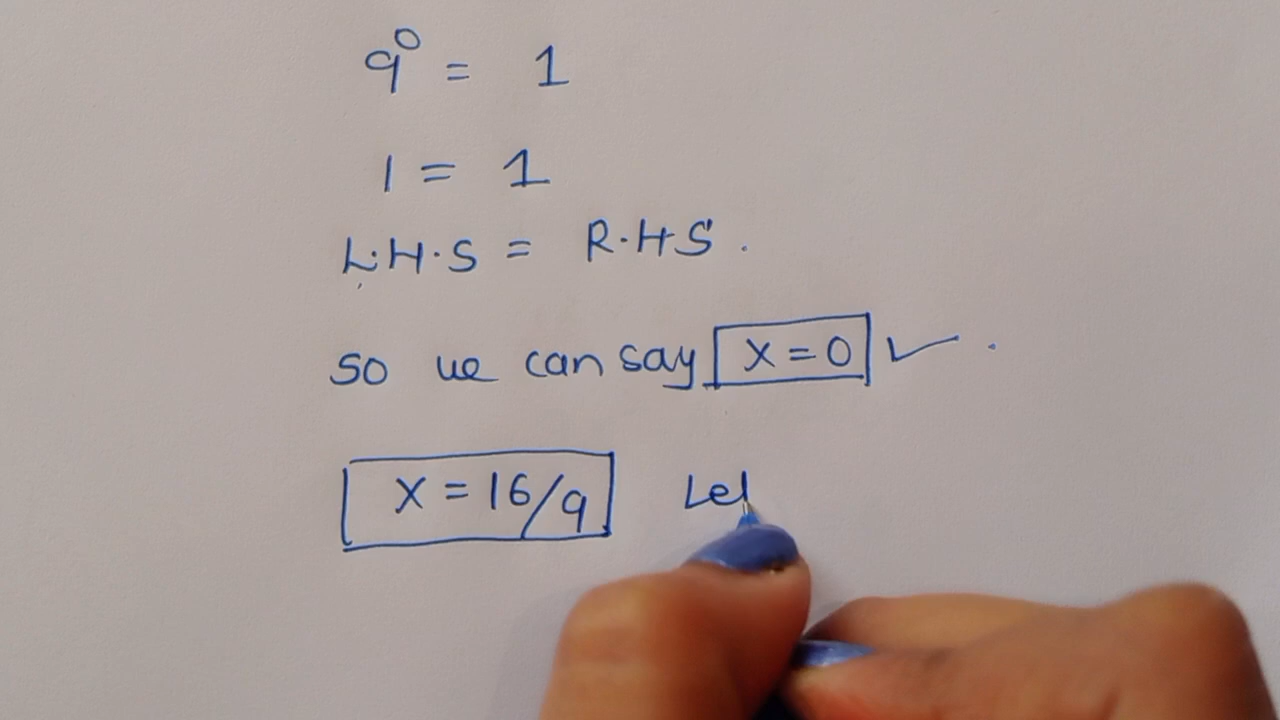 9⁰ = 1
1 = 1
L.H.S = R.H.S.
so we can say x=0 ✓.
x = 16/9 Let